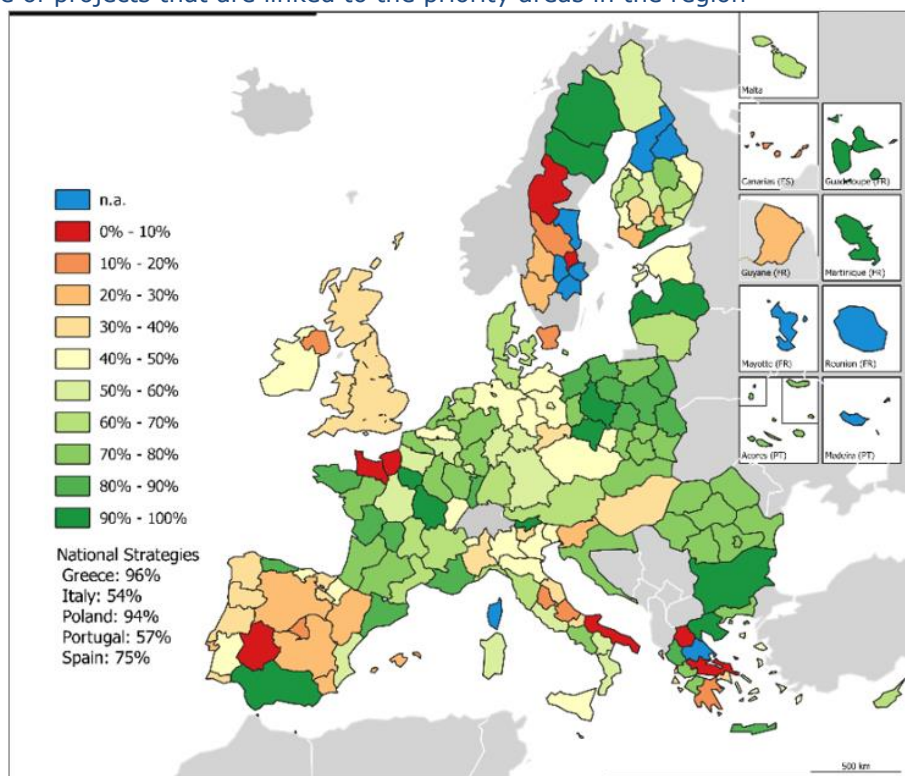 e of projects that are linked to the priority areas in the region
n.a.
0% - 10%
10% - 20%
20% - 30%
30% - 40%
40% - 50%
50% - 60%
60% - 70%
70% - 80%
80% - 90%
90% - 100%
National Strategies
Greece: 96%
Italy: 54%
Poland: 94%
Portugal: 57%
Spain: 75%
Malta
Canarias (ES)
Guadeloupe (FR)
Guyane (FR)
Martinique (FR)
Mayotte (FR)
Reunion (FR)
Acores (PT)
Madeira (PT)
500 km